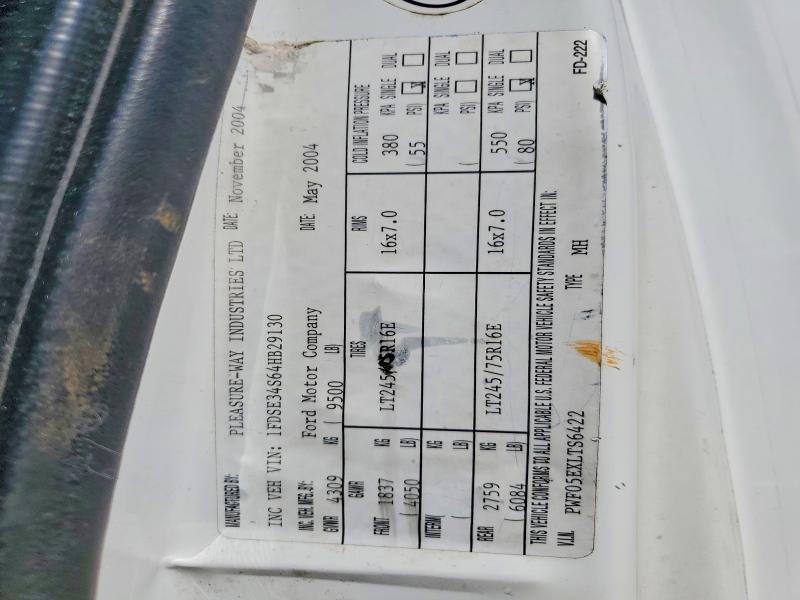 MANUFACTURED BY: PLEASURE-WAY INDUSTRIES LTD DATE: November 2004
INC VEH VIN: 1FDSE34S64HB29130
INC. VEH. MFG. BY: Ford Motor Company DATE: May 2004
GVWR 4309 KG ( 9500 LB)
GAWR TIRES RIMS COLD INFLATION PRESSURE
FRONT 1837 KG LT245/75R16E 16x7.0 380 KPA SINGLE DUAL
( 4050 LB) ( 55 PSI) X
INTERM KG KPA SINGLE DUAL
( LB) ( PSI)
REAR 2759 KG LT245/75R16E 16x7.0 550 KPA SINGLE DUAL
( 6084 LB) ( 80 PSI) X
THIS VEHICLE CONFORMS TO ALL APPLICABLE U.S. FEDERAL MOTOR VEHICLE SAFETY STANDARDS IN EFFECT IN:
V.I.N. PWF05EXLTS6422 TYPE MH FD-222